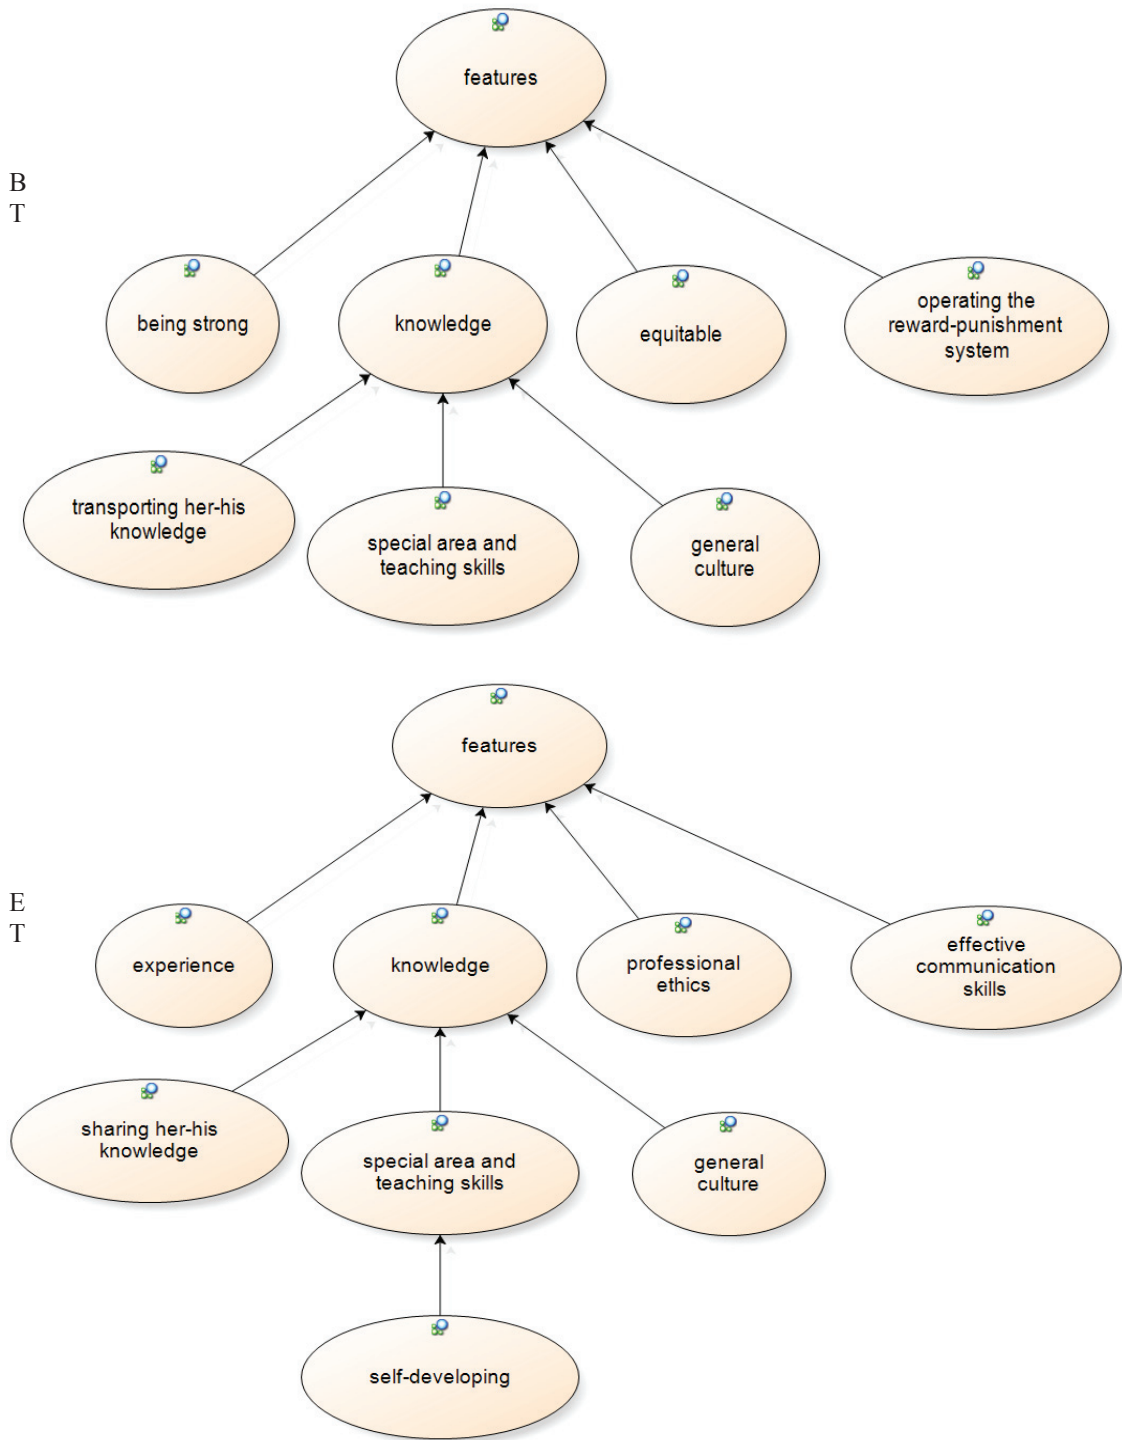 features
B
T
being strong
knowledge
equitable
operating the
reward-punishment
system
transporting her-his
knowledge
special area and
teaching skills
general
culture
features
E
T
experience
knowledge
professional
ethics
effective
communication
skills
sharing her-his
knowledge
special area and
teaching skills
general
culture
self-developing